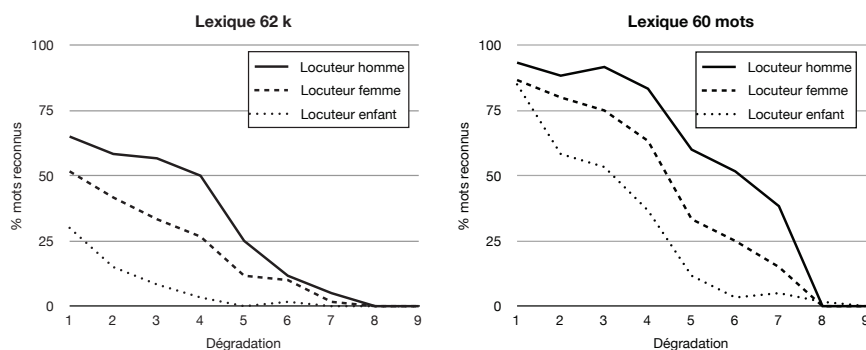 Lexique 62 k
100
75
50
25
0
% mots reconnus
Locuteur homme
Locuteur femme
Locuteur enfant
1 2 3 4 5 6 7 8 9
Dégradation
Lexique 60 mots
100
75
50
25
0
% mots reconnus
Locuteur homme
Locuteur femme
Locuteur enfant
1 2 3 4 5 6 7 8 9
Dégradation